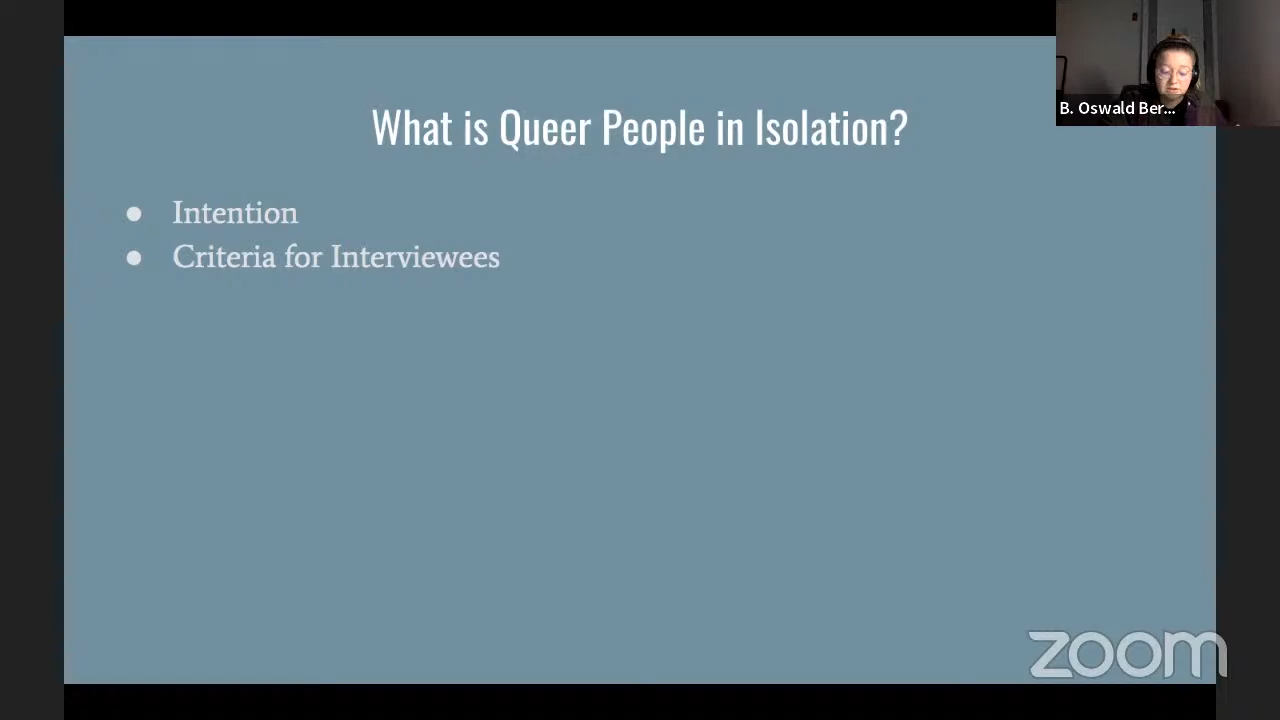 What is Queer People in Isolation?
B. Oswald Ber...
● Intention
● Criteria for Interviewees
zoom